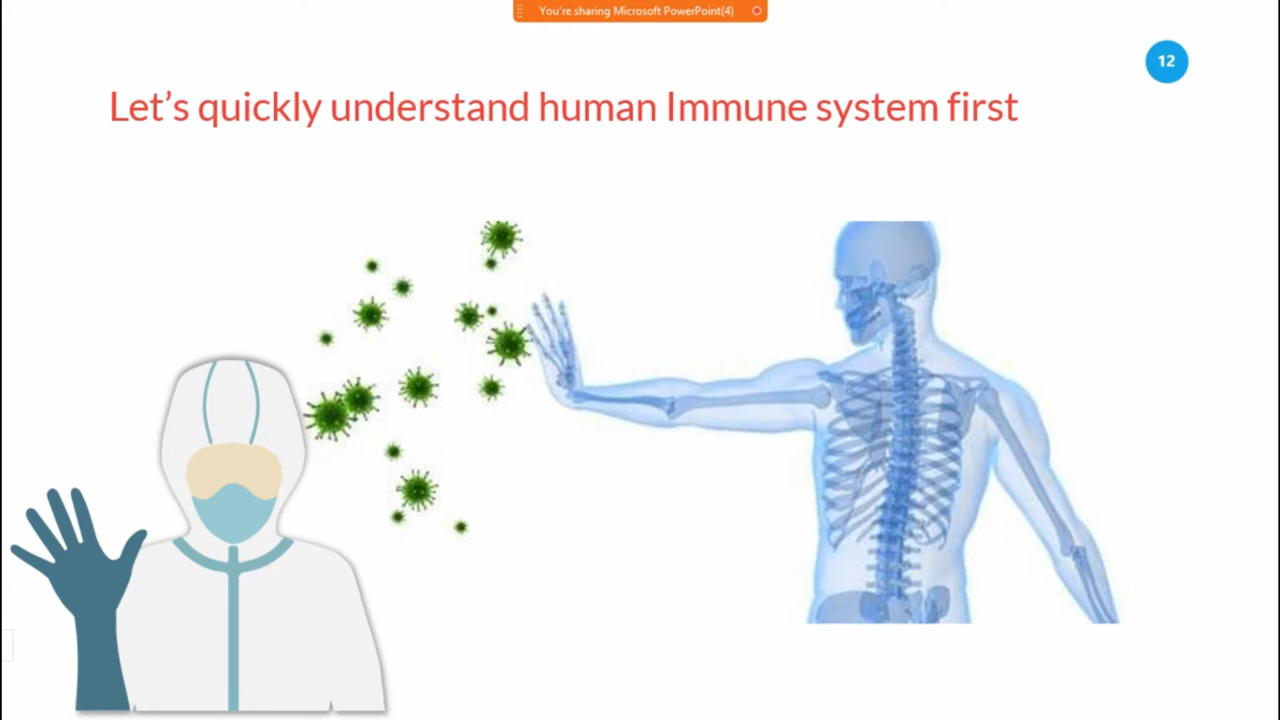 You're sharing Microsoft PowerPoint(4)
12
Let's quickly understand human Immune system first